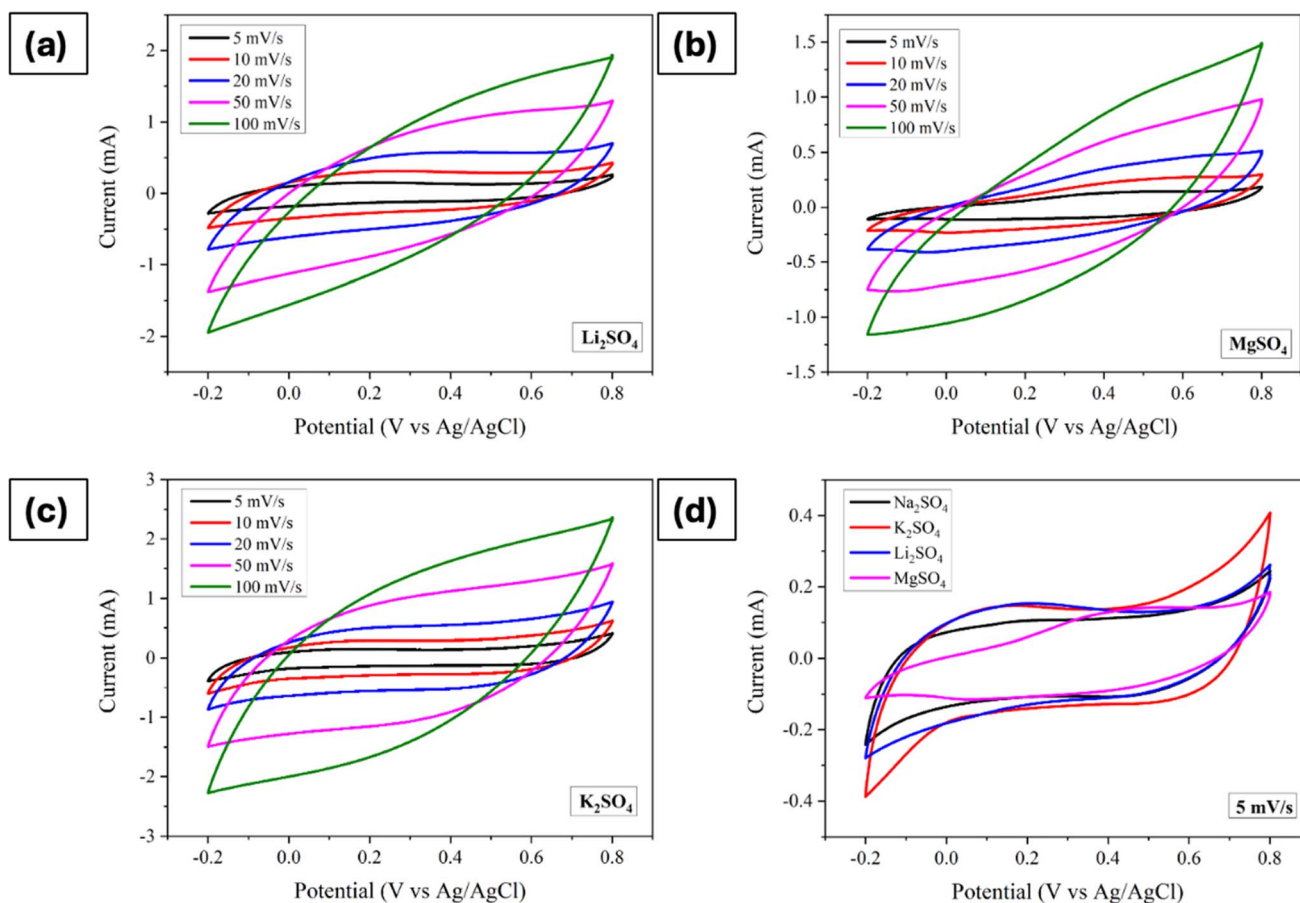 (a)
5 mV/s
10 mV/s
20 mV/s
50 mV/s
100 mV/s
2
1
0
-1
-2
Current (mA)
Li₂SO₄
-0.2 0.0 0.2 0.4 0.6 0.8
Potential (V vs Ag/AgCl)
(b)
5 mV/s
10 mV/s
20 mV/s
50 mV/s
100 mV/s
1.5
1.0
0.5
0.0
-0.5
-1.0
-1.5
Current (mA)
MgSO₄
-0.2 0.0 0.2 0.4 0.6 0.8
Potential (V vs Ag/AgCl)
(c)
5 mV/s
10 mV/s
20 mV/s
50 mV/s
100 mV/s
3
2
1
0
-1
-2
-3
Current (mA)
K₂SO₄
-0.2 0.0 0.2 0.4 0.6 0.8
Potential (V vs Ag/AgCl)
(d)
Na₂SO₄
K₂SO₄
Li₂SO₄
MgSO₄
0.4
0.2
0.0
-0.2
-0.4
Current (mA)
5 mV/s
-0.2 0.0 0.2 0.4 0.6 0.8
Potential (V vs Ag/AgCl)